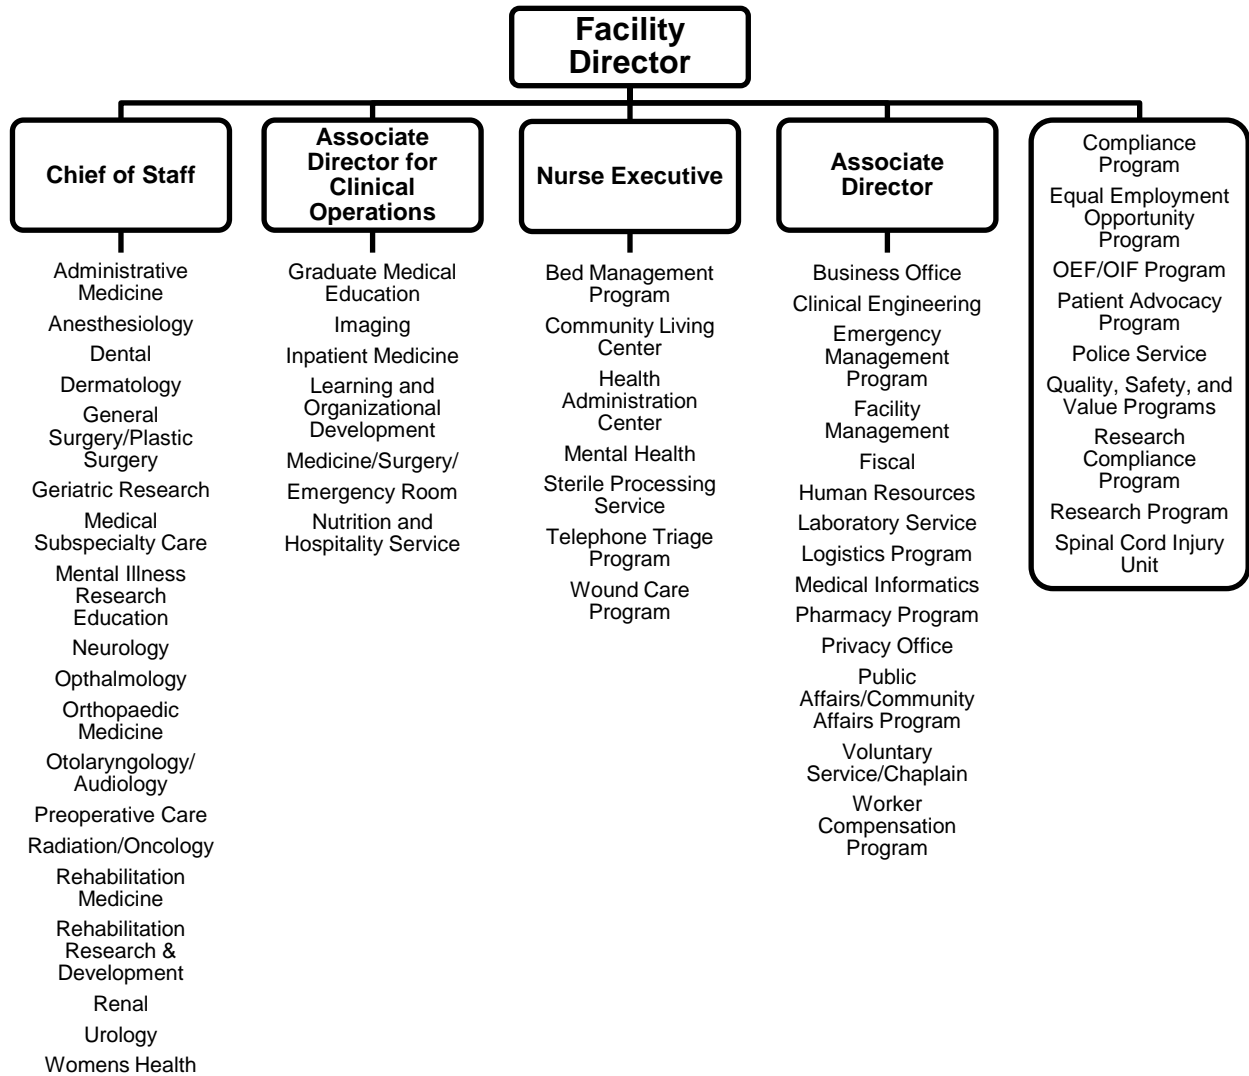 Facility
Director
Chief of Staff
Associate
Director for
Clinical
Operations
Nurse Executive
Associate
Director
Compliance
Program
Equal Employment
Opportunity
Program
OEF/OIF Program
Patient Advocacy
Program
Police Service
Quality, Safety, and
Value Programs
Research
Compliance
Program
Research Program
Spinal Cord Injury
Unit
Administrative
Medicine
Anesthesiology
Dental
Dermatology
General
Surgery/Plastic
Surgery
Geriatric Research
Medical
Subspecialty Care
Mental Illness
Research
Education
Neurology
Opthalmology
Orthopaedic
Medicine
Otolaryngology/
Audiology
Preoperative Care
Radiation/Oncology
Rehabilitation
Medicine
Rehabilitation
Research &
Development
Renal
Urology
Womens Health
Graduate Medical
Education
Imaging
Inpatient Medicine
Learning and
Organizational
Development
Medicine/Surgery/
Emergency Room
Nutrition and
Hospitality Service
Bed Management
Program
Community Living
Center
Health
Administration
Center
Mental Health
Sterile Processing
Service
Telephone Triage
Program
Wound Care
Program
Business Office
Clinical Engineering
Emergency
Management
Program
Facility
Management
Fiscal
Human Resources
Laboratory Service
Logistics Program
Medical Informatics
Pharmacy Program
Privacy Office
Public
Affairs/Community
Affairs Program
Voluntary
Service/Chaplain
Worker
Compensation
Program